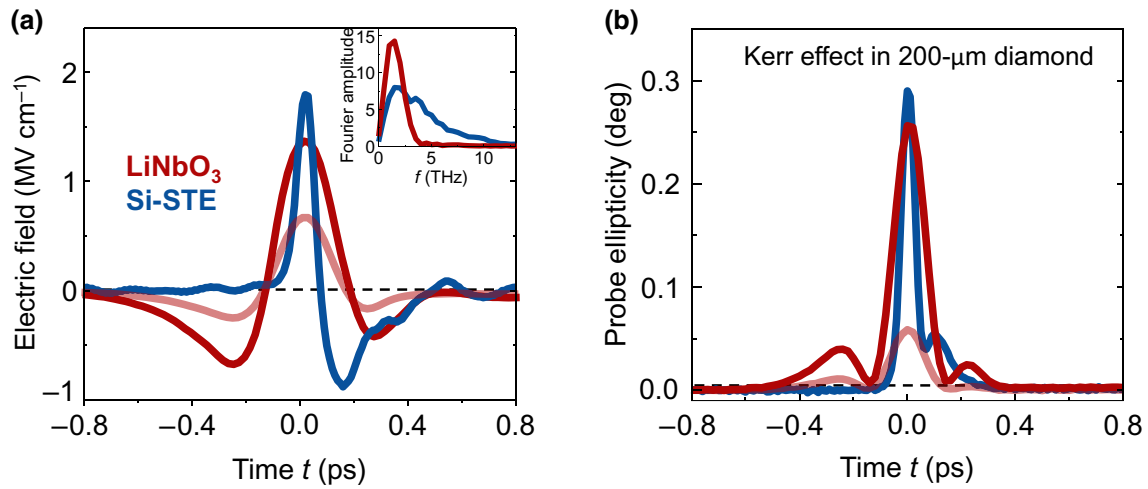 (a)
Electric field (MV cm⁻¹)
2
1
0
−1
LiNbO₃
Si-STE
Fourier amplitude
15
10
5
0
0
5
10
f (THz)
−0.8
−0.4
0.0
0.4
0.8
Time t (ps)
(b)
Kerr effect in 200-μm diamond
Probe ellipticity (deg)
0.3
0.2
0.1
0.0
−0.8
−0.4
0.0
0.4
0.8
Time t (ps)